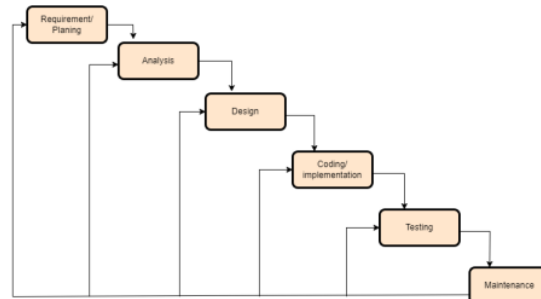 Requirement/
Planing
Analysis
Design
Coding/
implementation
Testing
Maintenance